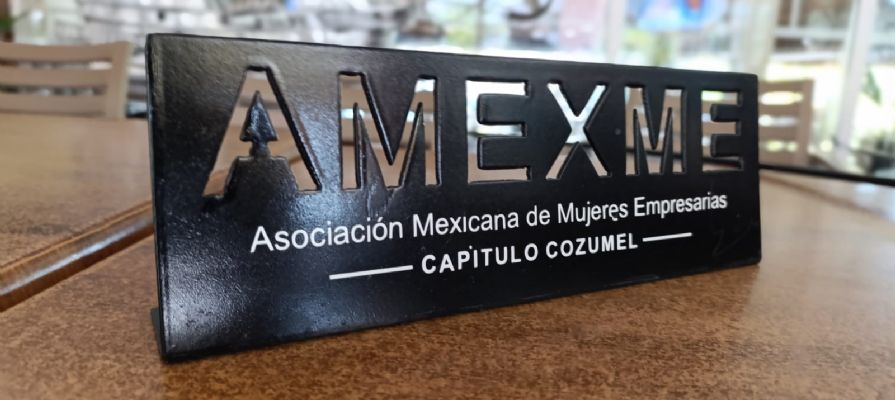 AMEXME
Asociación Mexicana de Mujeres Empresarias
CAPITULO COZUMEL